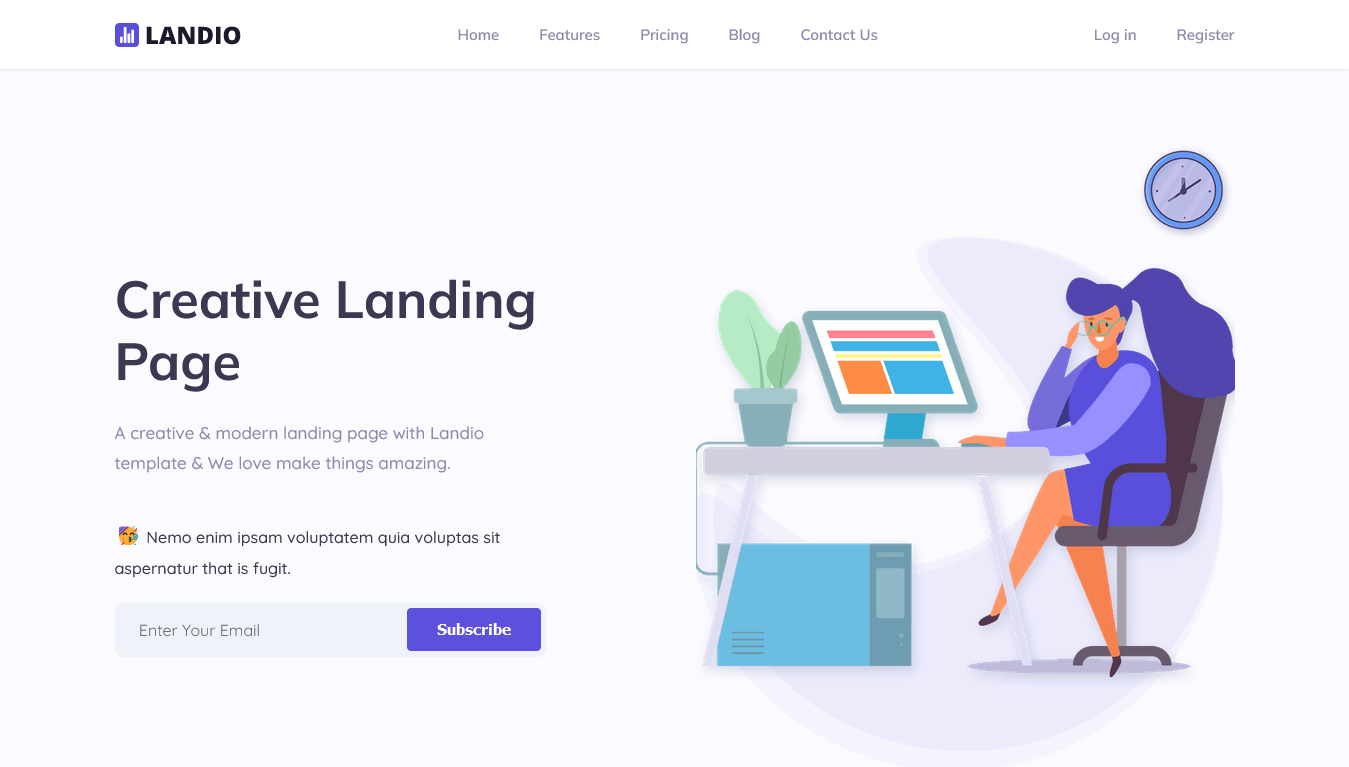 LANDIO
Home Features Pricing Blog Contact Us
Log in Register
Creative Landing
Page
A creative & modern landing page with Landio
template & We love make things amazing.
🥳 Nemo enim ipsam voluptatem quia voluptas sit
aspernatur that is fugit.
Enter Your Email Subscribe